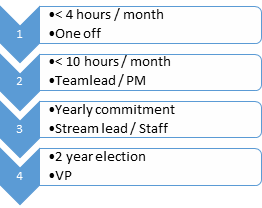 1
•< 4 hours / month
•One off
2
•< 10 hours / month
•Teamlead / PM
3
•Yearly commitment
•Stream lead / Staff
4
•2 year election
•VP